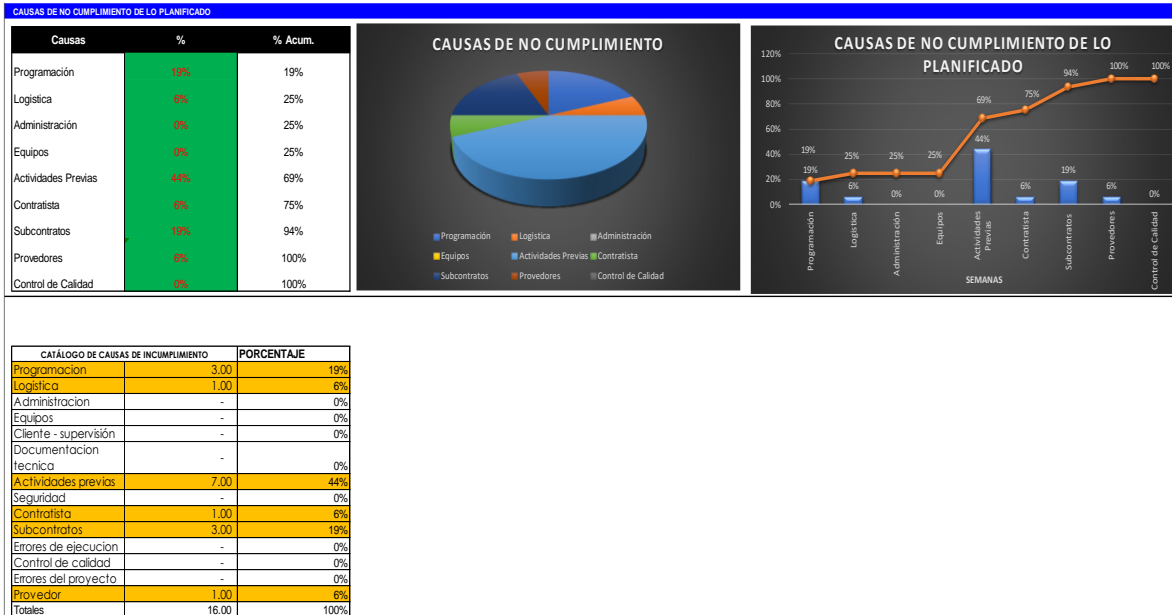 CAUSAS DE NO CUMPLIMIENTO DE LO PLANIFICADO
Causas % % Acum.
Programación 19% 19%
Logistica 6% 25%
Administración 0% 25%
Equipos 0% 25%
Actividades Previas 44% 69%
Contratista 6% 75%
Subcontratos 19% 94%
Provedores 6% 100%
Control de Calidad 0% 100%
CAUSAS DE NO CUMPLIMIENTO
Programación Logistica Administración
Equipos Actividades Previas Contratista
Subcontratos Provedores Control de Calidad
CAUSAS DE NO CUMPLIMIENTO DE LO
PLANIFICADO
120%
100%
80%
60%
40%
20%
0%
19% 25% 25% 25% 69% 75% 94% 100% 100%
19% 6% 0% 0% 44% 6% 19% 6% 0%
Programación
Logistica
Administración
Equipos
Actividades
Previas
Contratista
Subcontratos
Provedores
Control de Calidad
SEMANAS
CATÁLOGO DE CAUSAS DE INCUMPLIMIENTO PORCENTAJE
Programacion 3.00 19%
Logistica 1.00 6%
Administracion - 0%
Equipos - 0%
Cliente - supervisión - 0%
Documentacion
tecnica - 0%
Actividades previas 7.00 44%
Seguridad - 0%
Contratista 1.00 6%
Subcontratos 3.00 19%
Errores de ejecucion - 0%
Control de calidad - 0%
Errores del proyecto - 0%
Provedor 1.00 6%
Totales 16.00 100%